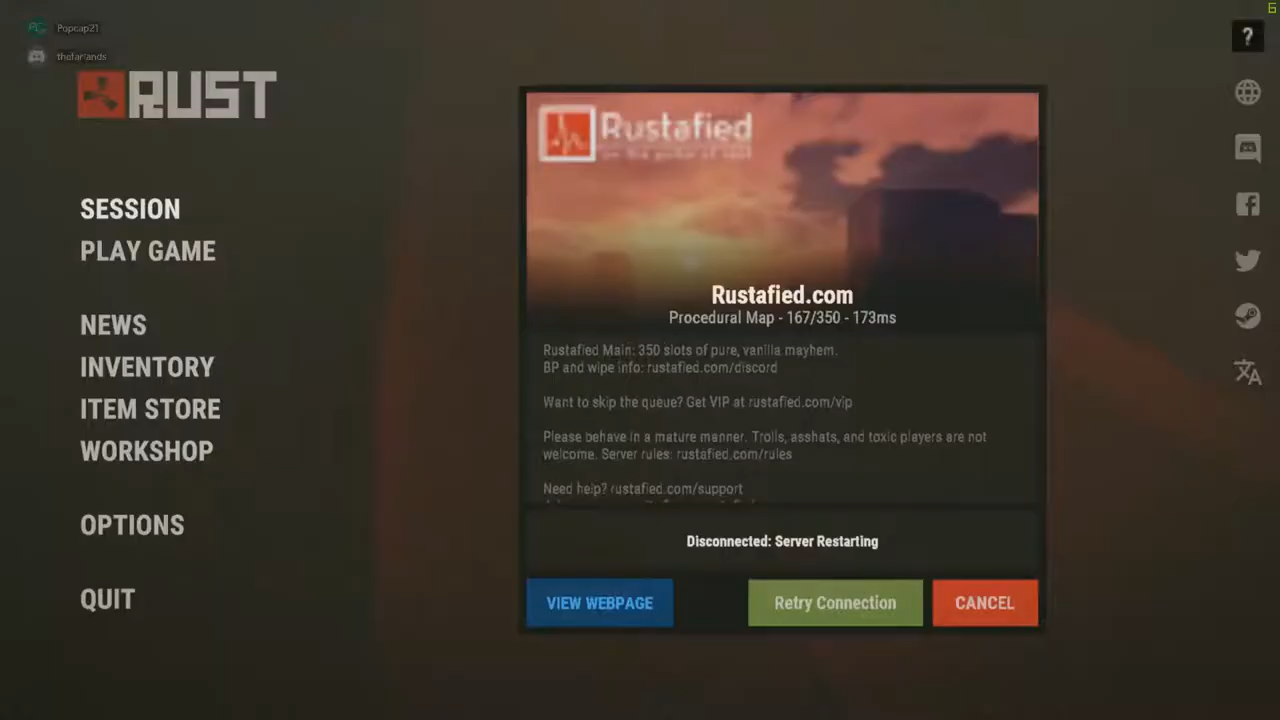 6
Popcap21
thefarlands
?
RUST
Rustafied
SESSION
PLAY GAME
Rustafied.com
Procedural Map - 167/350 - 173ms
NEWS
Rustafied Main: 350 slots of pure, vanilla mayhem.
BP and wipe info: rustafied.com/discord
INVENTORY
Want to skip the queue? Get VIP at rustafied.com/vip
ITEM STORE
Please behave in a mature manner. Trolls, asshats, and toxic players are not
welcome. Server rules: rustafied.com/rules
WORKSHOP
Need help? rustafied.com/support
OPTIONS
Disconnected: Server Restarting
QUIT
VIEW WEBPAGE
Retry Connection
CANCEL